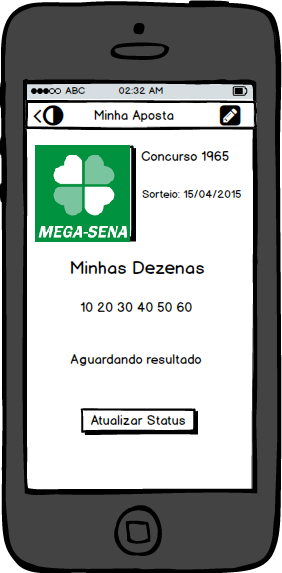 ABC 02:32 AM
Minha Aposta
Concurso 1965
Sorteio: 15/04/2015
MEGA-SENA
Minhas Dezenas
10 20 30 40 50 60
Aguardando resultado
Atualizar Status